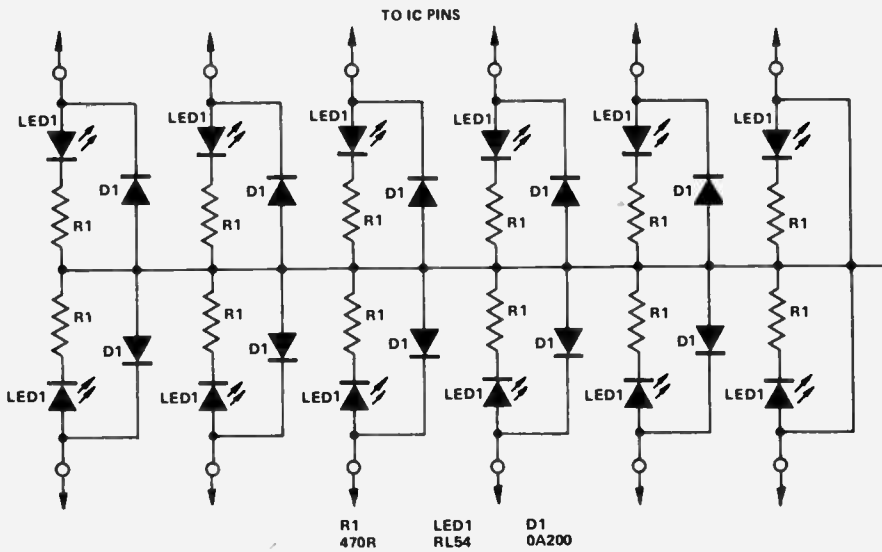 TO IC PINS
LED1 LED1 LED1 LED1 LED1 LED1
D1 D1 D1 D1 D1
R1 R1 R1 R1 R1 R1
R1 R1 R1 R1 R1 R1
D1 D1 D1 D1 D1
LED1 LED1 LED1 LED1 LED1 LED1
R1 LED1 D1
470R RL54 0A200